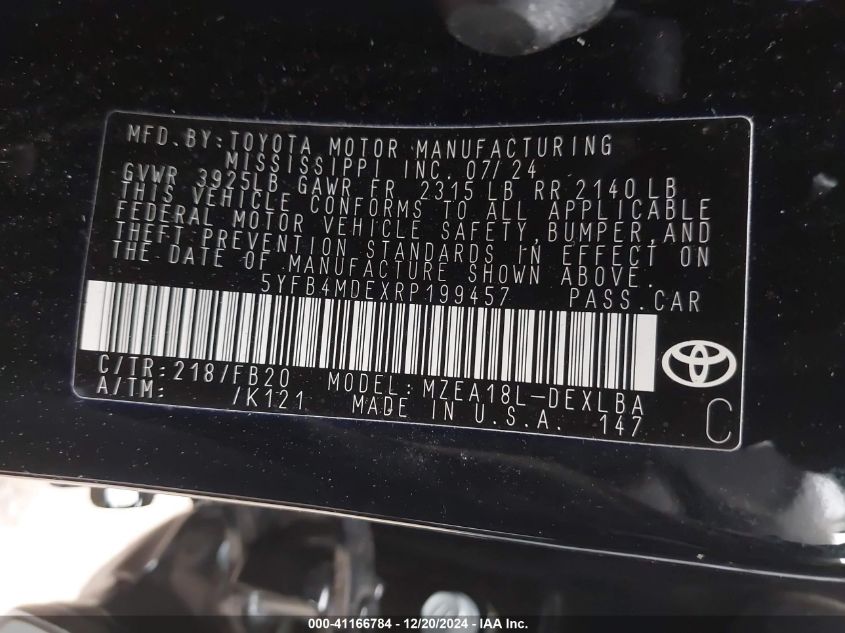 MFD. BY: TOYOTA MOTOR MANUFACTURING
MISSISSIPPI INC. 07/24
GVWR 3925LB GAWR FR 2315 LB RR 2140 LB
THIS VEHICLE CONFORMS TO ALL APPLICABLE
FEDERAL MOTOR VEHICLE SAFETY, BUMPER, AND
THEFT PREVENTION STANDARDS IN EFFECT ON
THE DATE OF MANUFACTURE SHOWN ABOVE.
5YFB4MDEXRP199457 PASS. CAR
C/TR: 218/FB20 MODEL: MZEA18L-DEXLBA
A/TM: /K121 MADE IN U.S.A. 147
C
000-41166784 - 12/20/2024 - IAA Inc.